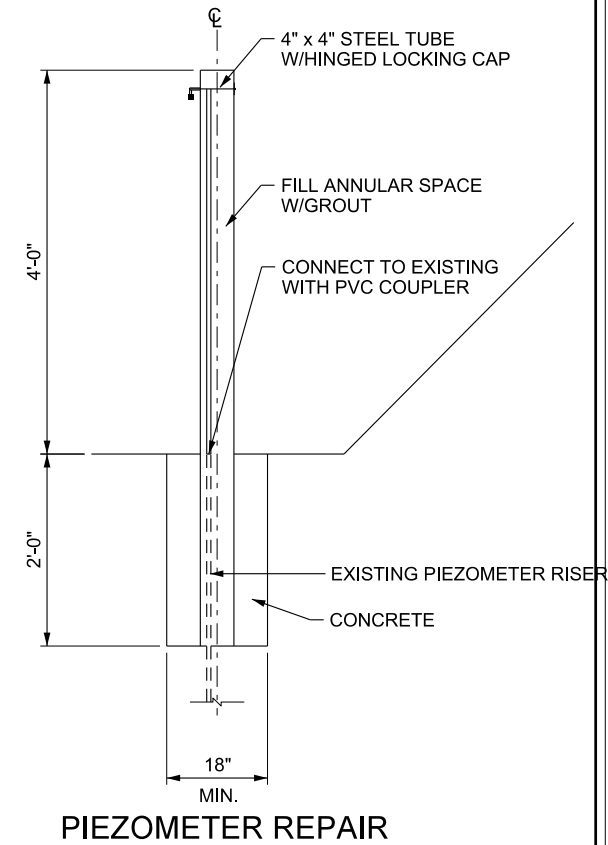 ℄
4" x 4" STEEL TUBE
W/HINGED LOCKING CAP
FILL ANNULAR SPACE
W/GROUT
4'-0"
CONNECT TO EXISTING
WITH PVC COUPLER
2'-0"
EXISTING PIEZOMETER RISER
CONCRETE
18"
MIN.
PIEZOMETER REPAIR